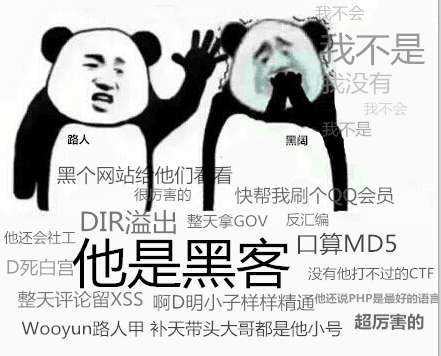 我不会
我不是
我没有
我不会
我不是
路人
黑阔
黑个网站给他们看看
很厉害的
快帮我刷个QQ会员
DIR溢出
整天拿GOV
反汇编
他还会社工
他是黑客
口算MD5
D死白宫
没有他打不过的CTF
整天评论留XSS
啊D明小子样样精通
他还说PHP是最好的语言
Wooyun路人甲
补天带头大哥都是他小号
超厉害的